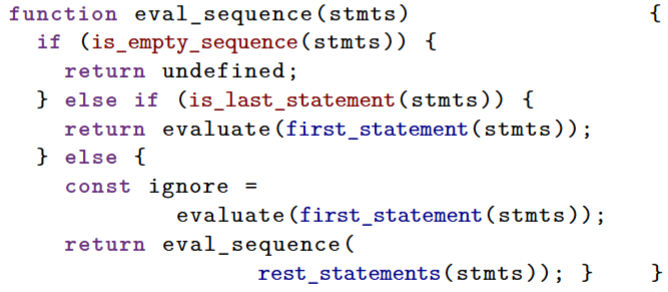 function eval_sequence(stmts) {
if (is_empty_sequence(stmts)) {
return undefined;
} else if (is_last_statement(stmts)) {
return evaluate(first_statement(stmts));
} else {
const ignore =
evaluate(first_statement(stmts));
return eval_sequence(
rest_statements(stmts)); } }